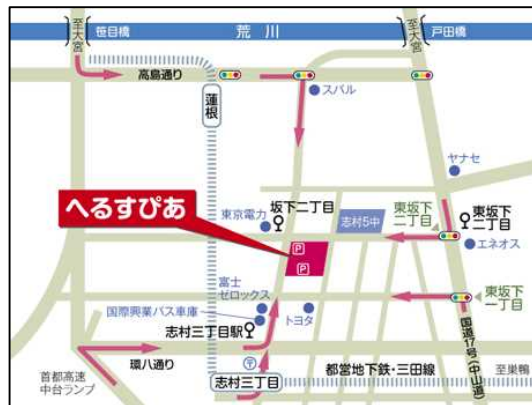 至大宮
笹目橋
荒川
至大宮
戸田橋
高島通り
蓮根
スバル
ヤナセ
へるすぴあ
東京電力
坂下二丁目
志村5中
東坂下
二丁目
東坂下
二丁目
エネオス
P
P
富士
ゼロックス
国際興業バス車庫
志村三丁目駅
トヨタ
東坂下
一丁目
環八通り
首都高速
中台ランプ
志村三丁目
都営地下鉄・三田線
至巣鴨
国道17号(中山道)